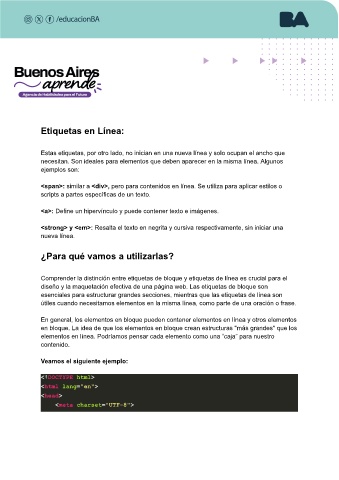 /educacionBA
BA
Buenos Aires
aprende
Agencia de Habilidades para el Futuro
Etiquetas en Línea:
Estas etiquetas, por otro lado, no inician en una nueva línea y solo ocupan el ancho que
necesitan. Son ideales para elementos que deben aparecer en la misma línea. Algunos
ejemplos son:
<span>: similar a <div>, pero para contenidos en línea. Se utiliza para aplicar estilos o
scripts a partes específicas de un texto.
<a>: Define un hipervínculo y puede contener texto e imágenes.
<strong> y <em>: Resalta el texto en negrita y cursiva respectivamente, sin iniciar una
nueva línea.
¿Para qué vamos a utilizarlas?
Comprender la distinción entre etiquetas de bloque y etiquetas de línea es crucial para el
diseño y la maquetación efectiva de una página web. Las etiquetas de bloque son
esenciales para estructurar grandes secciones, mientras que las etiquetas de línea son
útiles cuando necesitamos elementos en la misma línea, como parte de una oración o frase.
En general, los elementos en bloque pueden contener elementos en línea y otros elementos
en bloque. La idea de que los elementos en bloque crean estructuras "más grandes" que los
elementos en línea. Podríamos pensar cada elemento como una "caja" para nuestro
contenido.
Veamos el siguiente ejemplo:
<!DOCTYPE html>
<html lang="en">
<head>
<meta charset="UTF-8">